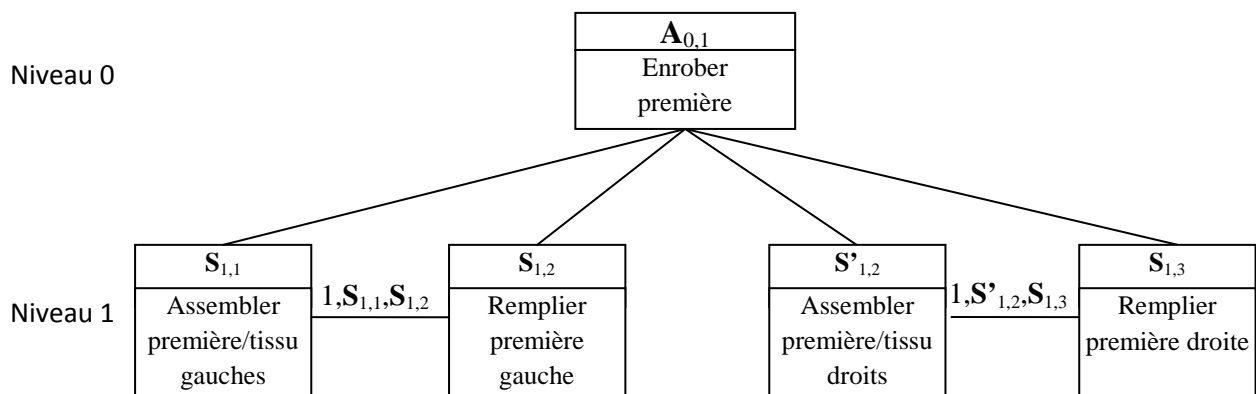 A0,1
Niveau 0
Enrober
première
S1,1
S1,2
S’1,2
S1,3
1,S1,1,S1,2
1,S’1,2,S1,3
Niveau 1
Assembler
première/tissu
gauches
Remplier
première
gauche
Assembler
première/tissu
droits
Remplier
première droite